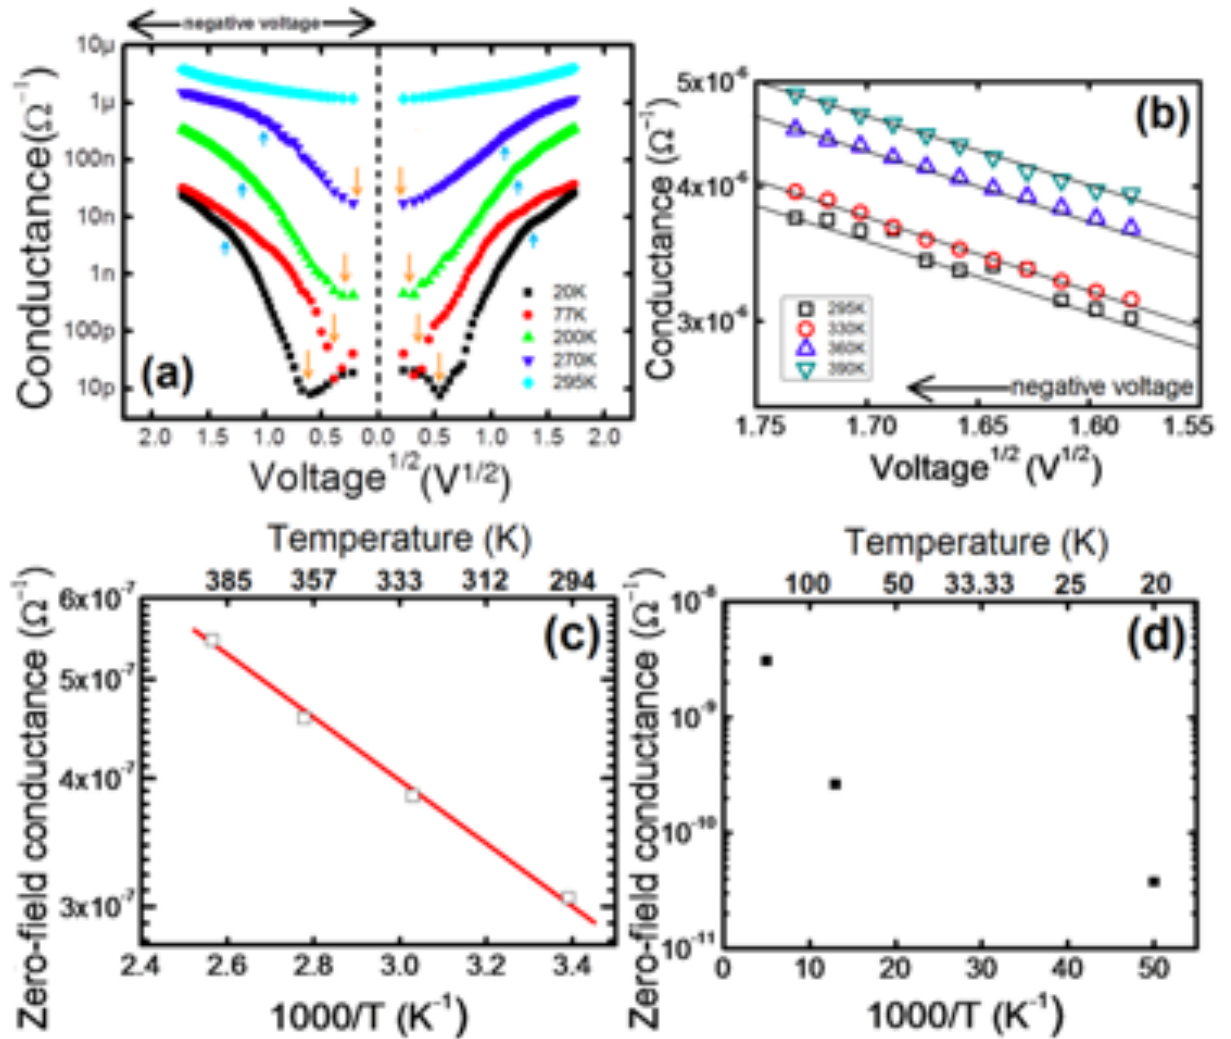 negative voltage
10μ
1μ
100n
10n
1n
100p
10p
Conductance(Ω⁻¹)
20K
77K
200K
270K
295K
(a)
2.0 1.5 1.0 0.5 0.0 0.5 1.0 1.5 2.0
Voltage^1/2(V^1/2)
5x10⁻⁶
4x10⁻⁶
3x10⁻⁶
Conductance (Ω⁻¹)
(b)
295K
330K
360K
390K
negative voltage
1.75 1.70 1.65 1.60 1.55
Voltage^1/2 (V^1/2)
Temperature (K)
385 357 333 312 294
6x10⁻⁷
5x10⁻⁷
4x10⁻⁷
3x10⁻⁷
Zero-field conductance (Ω⁻¹)
(c)
2.4 2.6 2.8 3.0 3.2 3.4
1000/T (K⁻¹)
Temperature (K)
100 50 33.33 25 20
10⁻⁸
10⁻⁹
10⁻¹⁰
10⁻¹¹
Zero-field conductance (Ω⁻¹)
(d)
0 10 20 30 40 50
1000/T (K⁻¹)